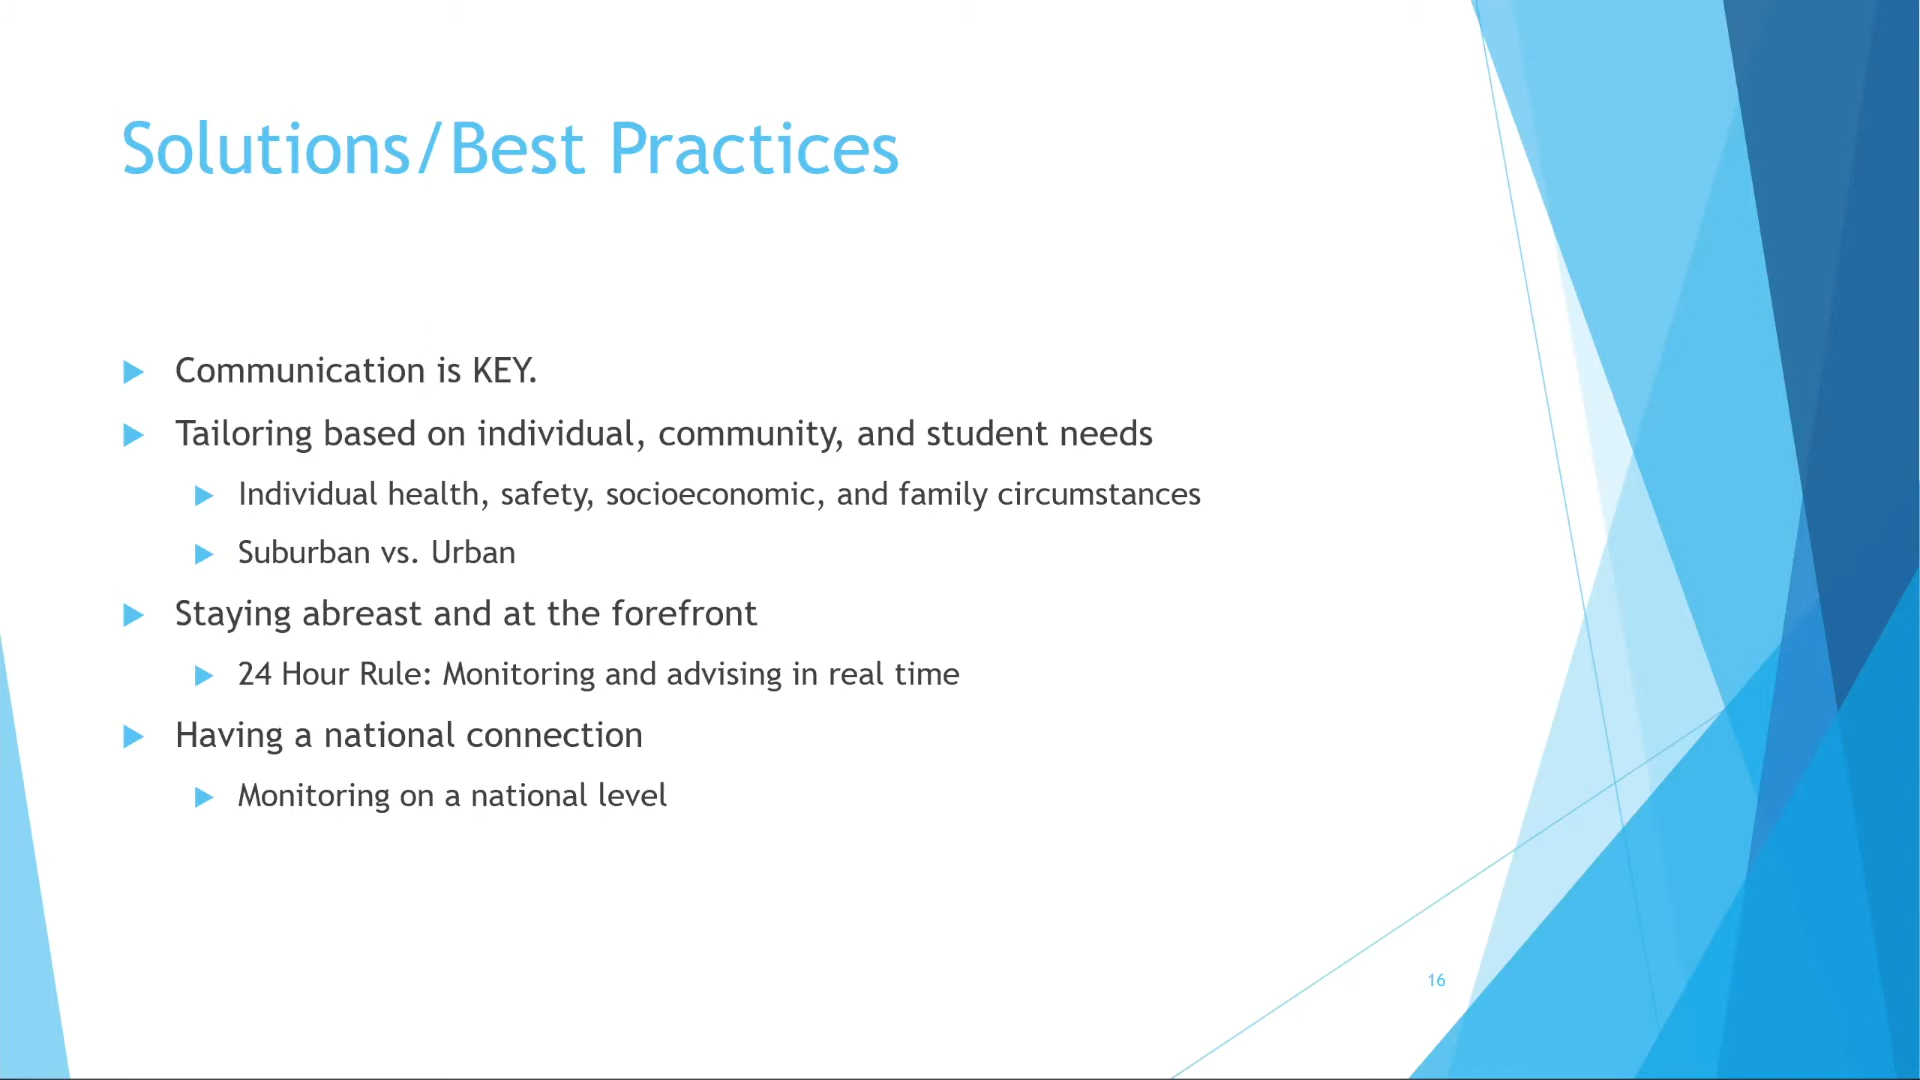 Solutions/Best Practices
Communication is KEY.
Tailoring based on individual, community, and student needs
Individual health, safety, socioeconomic, and family circumstances
Suburban vs. Urban
Staying abreast and at the forefront
24 Hour Rule: Monitoring and advising in real time
Having a national connection
Monitoring on a national level
16